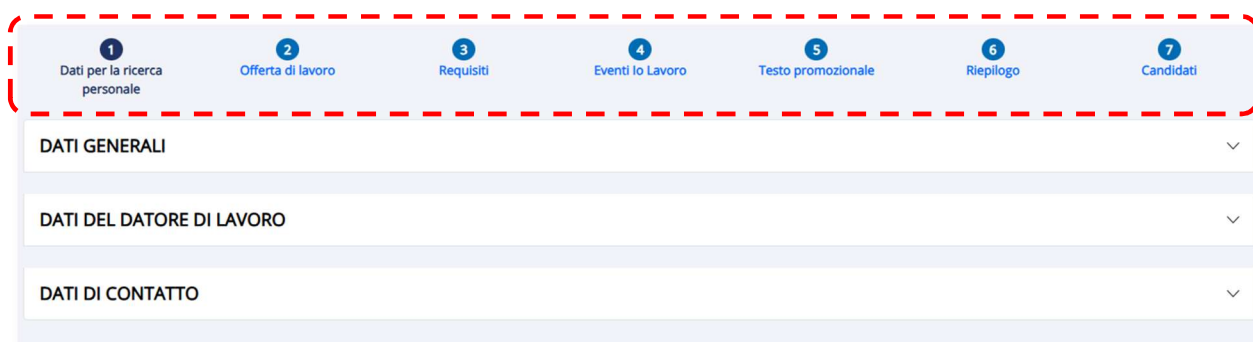 1 2 3 4 5 6 7
Dati per la ricerca Offerta di lavoro Requisiti Eventi Io Lavoro Testo promozionale Riepilogo Candidati
personale
DATI GENERALI
DATI DEL DATORE DI LAVORO
DATI DI CONTATTO